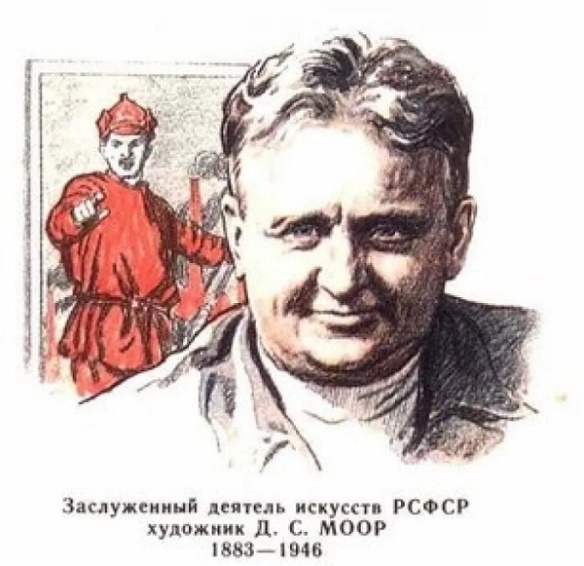 Заслуженный деятель искусств РСФСР
художник Д. С. МООР
1883—1946